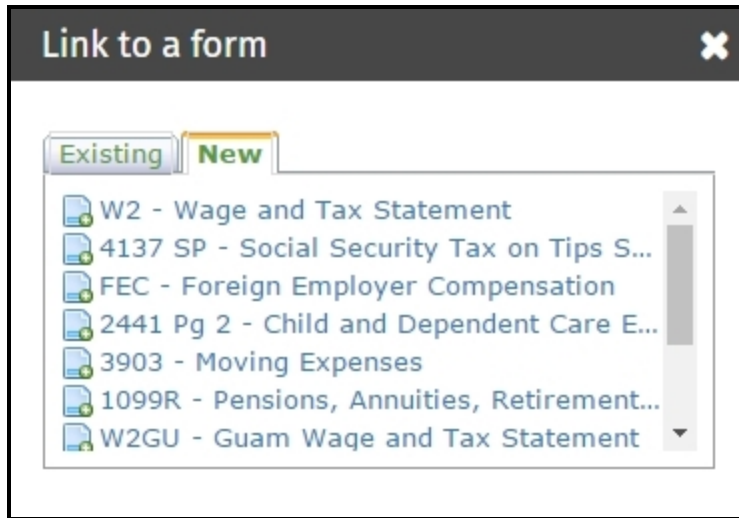 Link to a form
Existing New
W2 - Wage and Tax Statement
4137 SP - Social Security Tax on Tips S...
FEC - Foreign Employer Compensation
2441 Pg 2 - Child and Dependent Care E...
3903 - Moving Expenses
1099R - Pensions, Annuities, Retirement...
W2GU - Guam Wage and Tax Statement